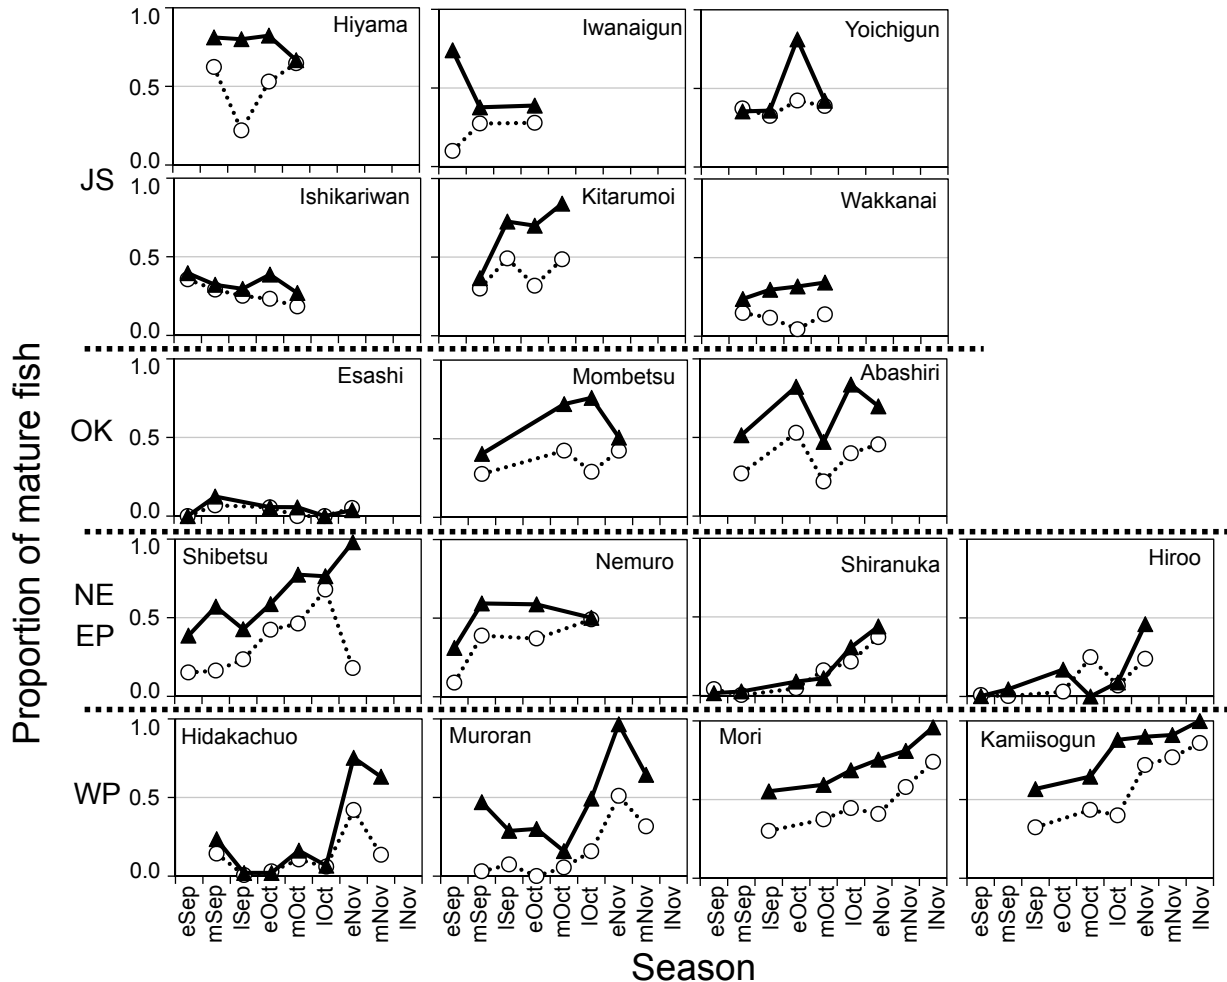 Proportion of mature fish
JS
1.0
0.5
0.0
Hiyama
Iwanaigun
Yoichigun
1.0
0.5
0.0
Ishikariwan
Kitarumoi
Wakkanai
OK
1.0
0.5
0.0
Esashi
Mombetsu
Abashiri
NE
EP
1.0
0.5
0.0
Shibetsu
Nemuro
Shiranuka
Hiroo
WP
1.0
0.5
0.0
Hidakachuo
Muroran
Mori
Kamiisogun
eSep mSep lSep eOct mOct lOct eNov mNov lNov
eSep mSep lSep eOct mOct lOct eNov mNov lNov
eSep mSep lSep eOct mOct lOct eNov mNov lNov
eSep mSep lSep eOct mOct lOct eNov mNov lNov
Season